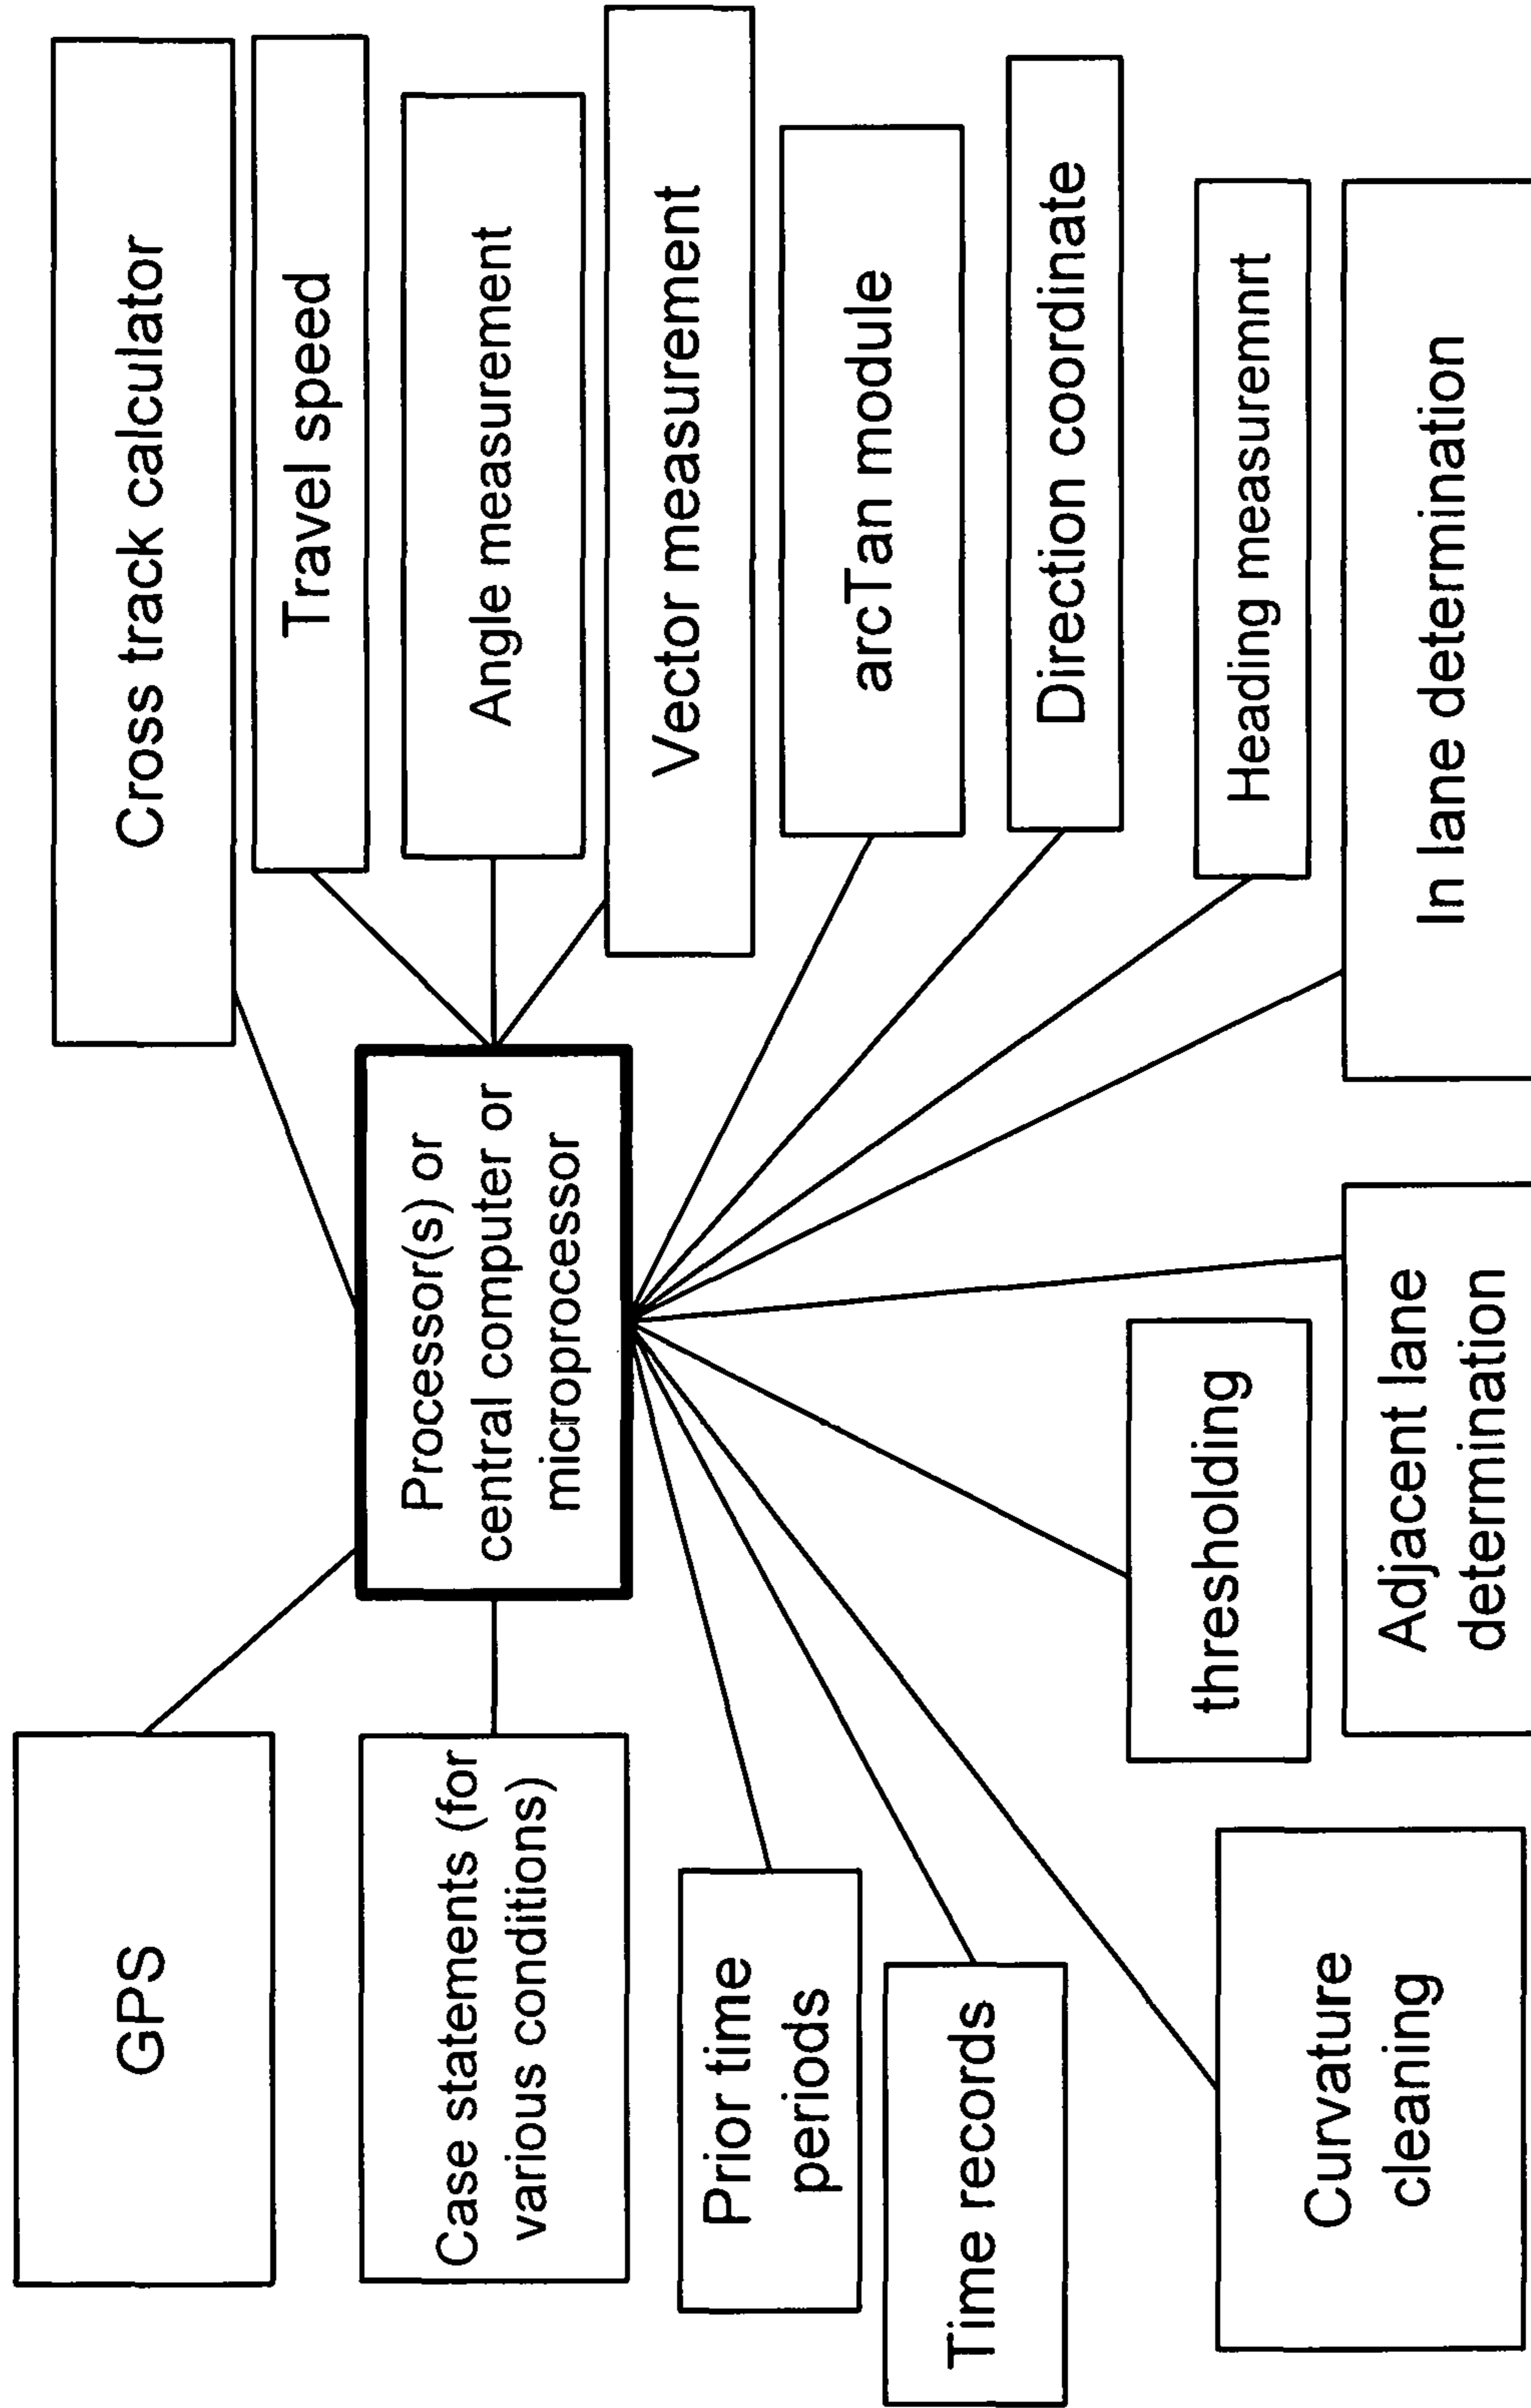 GPS
Cross track calculator
Travel speed
Case statements (for
various conditions)
Processor(s) or
central computer or
microprocessor
Angle measurement
Vector measurement
Prior time
periods
arcTan module
Time records
Direction coordinate
thresholding
Heading measuremnrt
Curvature
cleaning
Adjacent lane
determination
In lane determination